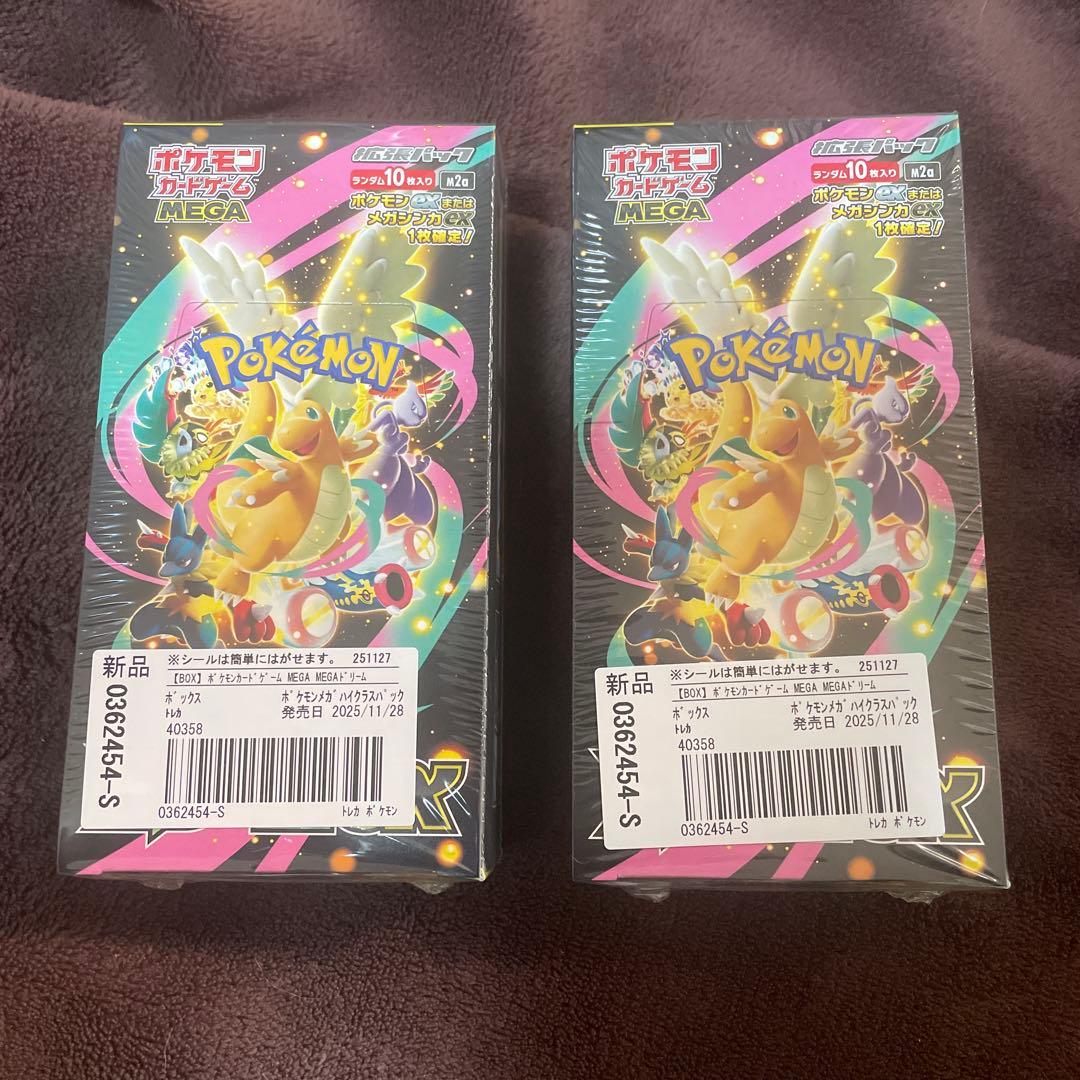 ポケモン
カードゲーム
MEGA
拡張パック
ランダム10枚入り M2a
ポケモンexまたは
メガシンカex
1枚確定!
POKÉMON
新品 ※シールは簡単にはがせます。 251127
0362454-S
【BOX】ポケモンカードゲーム MEGA MEGAドリーム
ボックス ポケモンメガハイクラスパック
トレカ 発売日 2025/11/28
40358
0362454-S トレカ ポケモン
ポケモン
カードゲーム
MEGA
拡張パック
ランダム10枚入り M2a
ポケモンexまたは
メガシンカex
1枚確定!
POKÉMON
新品 ※シールは簡単にはがせます。 251127
0362454-S
【BOX】ポケモンカードゲーム MEGA MEGAドリーム
ボックス ポケモンメガハイクラスパック
トレカ 発売日 2025/11/28
40358
0362454-S トレカ ポケモン